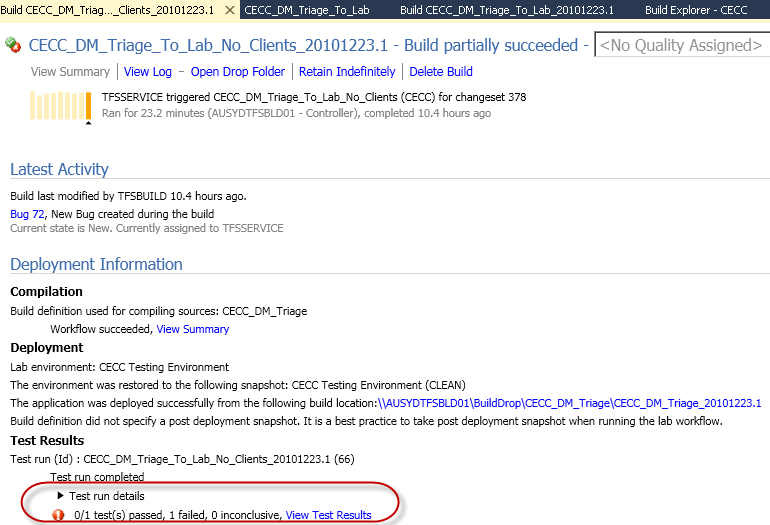 Build CECC_DM_Triag..._Clients_20101223.1 CECC_DM_Triage_To_Lab Build CECC_DM_Triage_To_Lab_20101223.1 Build Explorer - CECC
CECC_DM_Triage_To_Lab_No_Clients_20101223.1 - Build partially succeeded - <No Quality Assigned>
View Summary | View Log - Open Drop Folder | Retain Indefinitely | Delete Build
TFSSERVICE triggered CECC_DM_Triage_To_Lab_No_Clients (CECC) for changeset 378
Ran for 23.2 minutes (AUSYDTFSBLD01 - Controller), completed 10.4 hours ago
Latest Activity
Build last modified by TFSBUILD 10.4 hours ago.
Bug 72, New Bug created during the build
Current state is New. Currently assigned to TFSSERVICE
Deployment Information
Compilation
Build definition used for compiling sources: CECC_DM_Triage
Workflow succeeded, View Summary
Deployment
Lab environment: CECC Testing Environment
The environment was restored to the following snapshot: CECC Testing Environment (CLEAN)
The application was deployed successfully from the following build location:\\AUSYDTFSBLD01\BuildDrop\CECC_DM_Triage\CECC_DM_Triage_20101223.1
Build definition did not specify a post deployment snapshot. It is a best practice to take post deployment snapshot when running the lab workflow.
Test Results
Test run (Id) : CECC_DM_Triage_To_Lab_No_Clients_20101223.1 (66)
Test run completed
Test run details
0/1 test(s) passed, 1 failed, 0 inconclusive, View Test Results